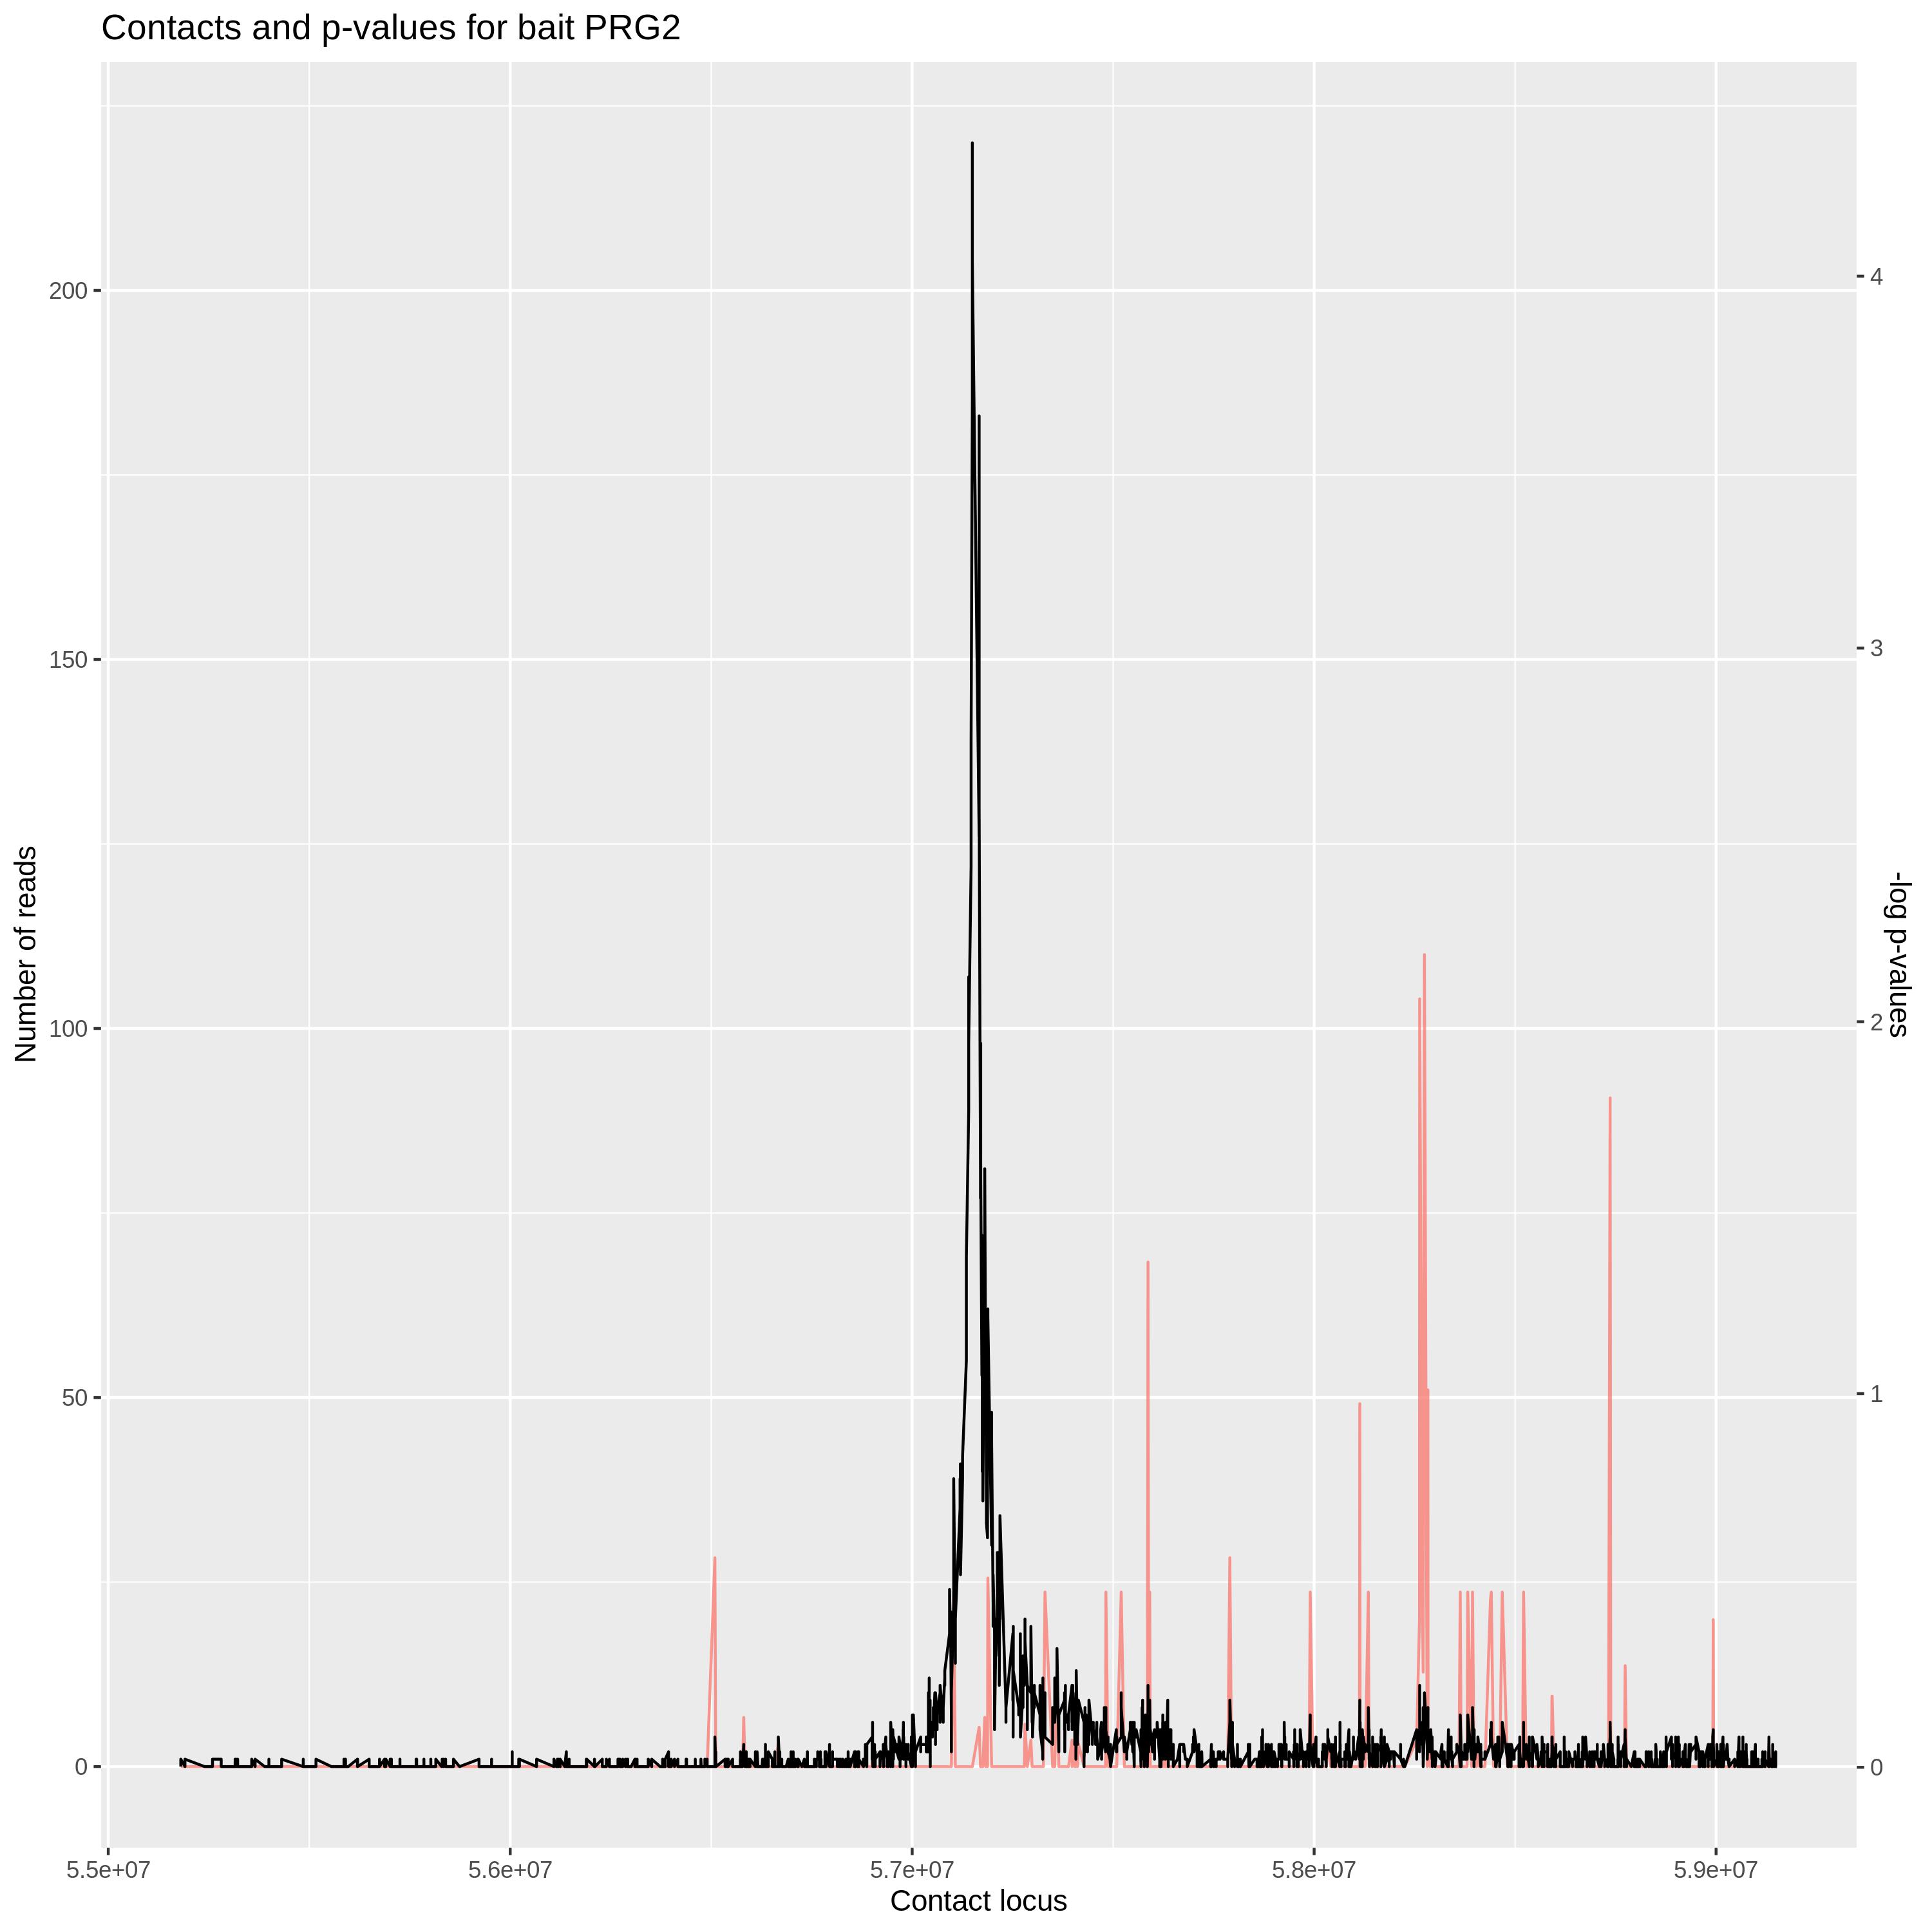 Contacts and p-values for bait PRG2
200
150
100
50
0
Number of reads
4
3
2
1
0
-log p-values
5.5e+07 5.6e+07 5.7e+07 5.8e+07 5.9e+07
Contact locus